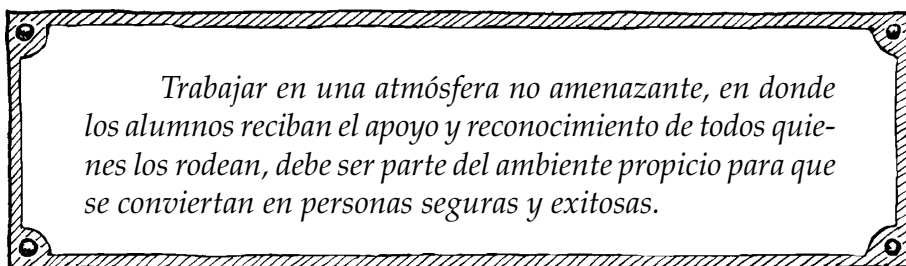 Trabajar en una atmósfera no amenazante, en donde
los alumnos reciban el apoyo y reconocimiento de todos quie-
nes los rodean, debe ser parte del ambiente propicio para que
se conviertan en personas seguras y exitosas.